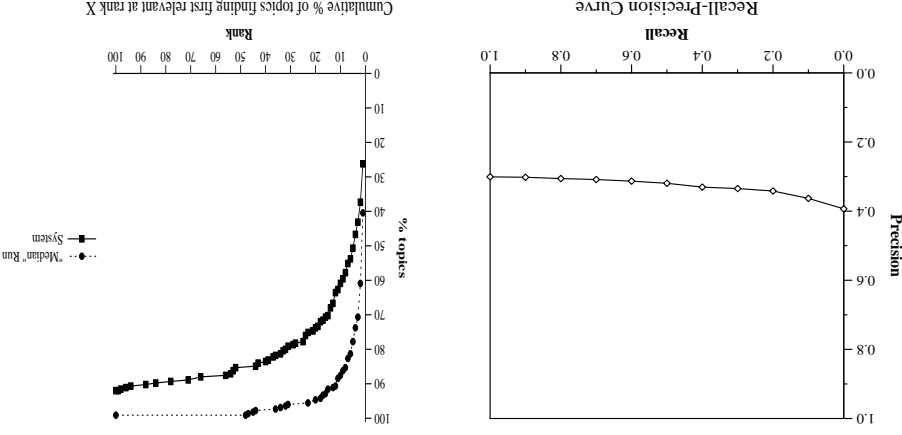 1.0
0.8
0.6
0.4
0.2
0.0
Precision
0.0 0.2 0.4 0.6 0.8 1.0
Recall
Recall-Precision Curve
100
90
80
70
60
50
40
30
20
10
0
% topics
0 10 20 30 40 50 60 70 80 90 100
Rank
Cumulative % of topics finding first relevant at rank X
"Median" Run
System